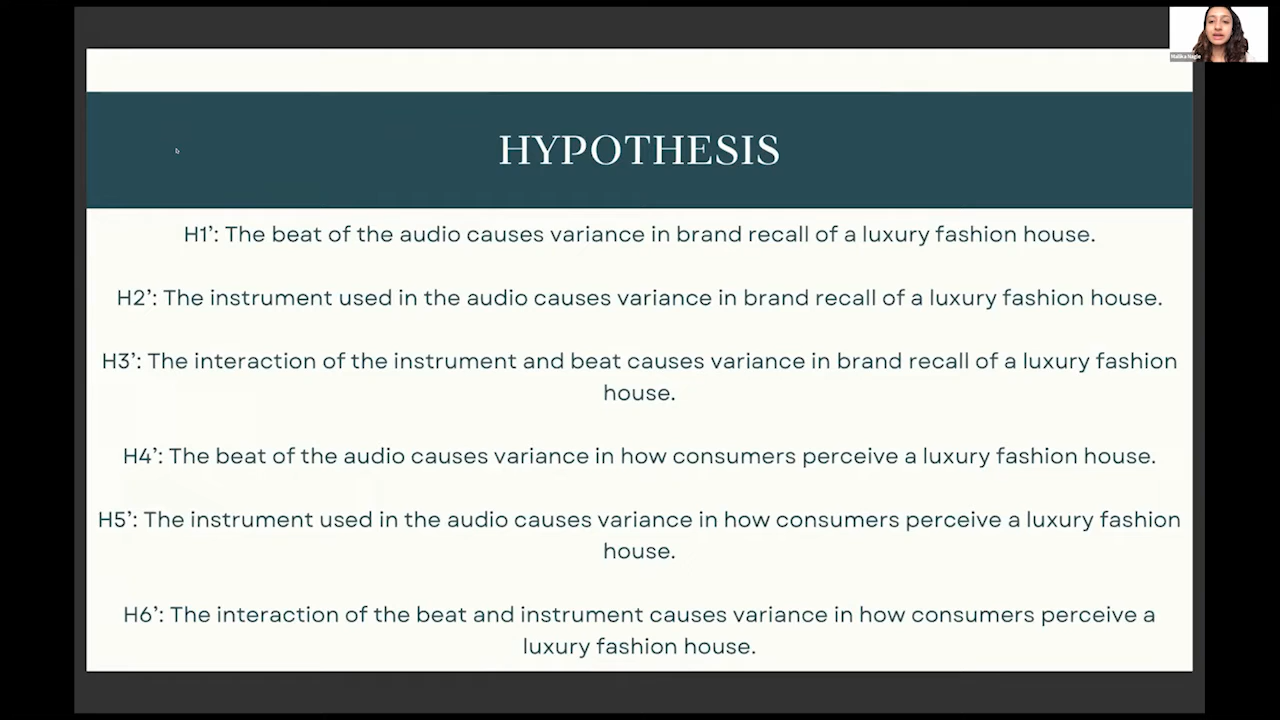 HYPOTHESIS
H1’: The beat of the audio causes variance in brand recall of a luxury fashion house.
H2’: The instrument used in the audio causes variance in brand recall of a luxury fashion house.
H3’: The interaction of the instrument and beat causes variance in brand recall of a luxury fashion
house.
H4’: The beat of the audio causes variance in how consumers perceive a luxury fashion house.
H5’: The instrument used in the audio causes variance in how consumers perceive a luxury fashion
house.
H6’: The interaction of the beat and instrument causes variance in how consumers perceive a
luxury fashion house.